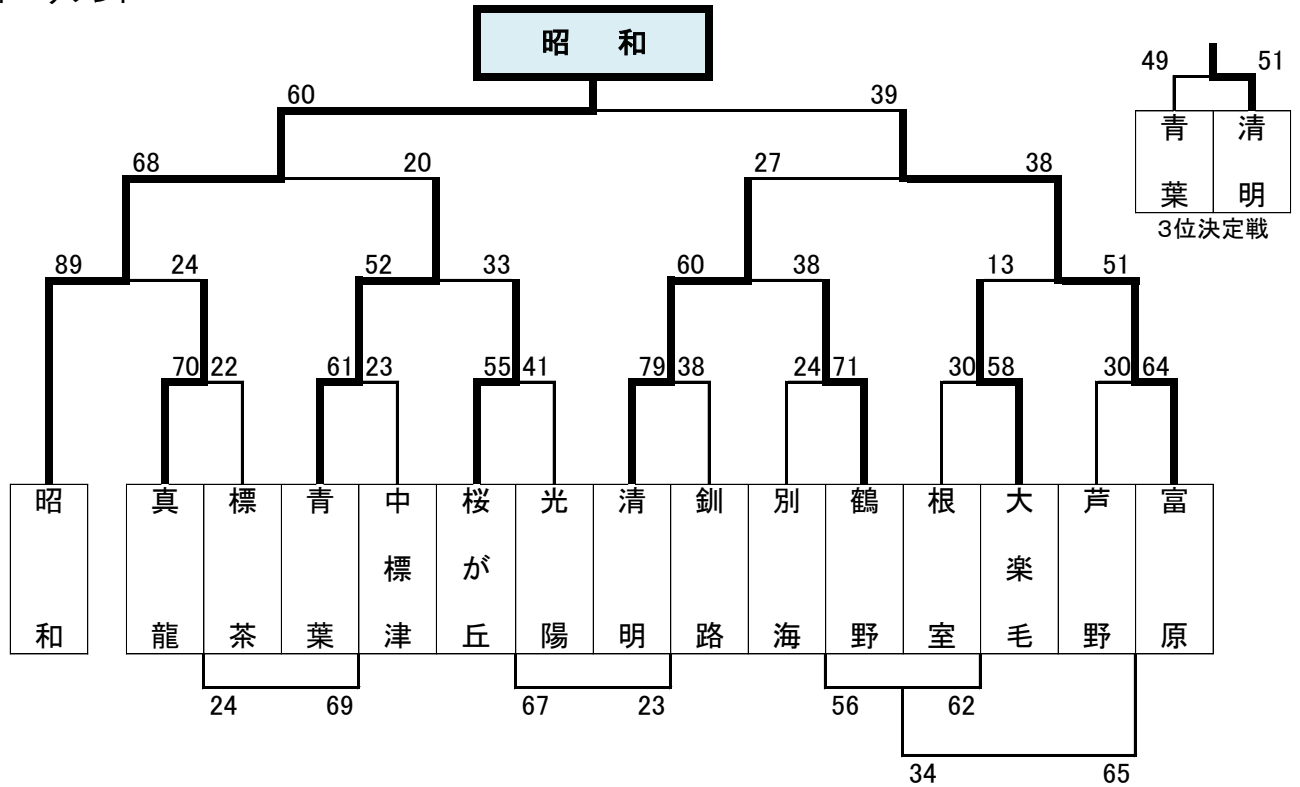 昭 和
49 51
青葉 清明
3位決定戦
60 39
68 20 27 38
89 24 52 33 60 38 13 51
70 22 61 23 55 41 79 38 24 71 30 58 30 64
昭和 真龍 標茶 青葉 中標津 桜が丘 光陽 清明 釧路 別海 鶴野 根室 大楽毛 芦野 富原
24 69 67 23 56 62
34 65